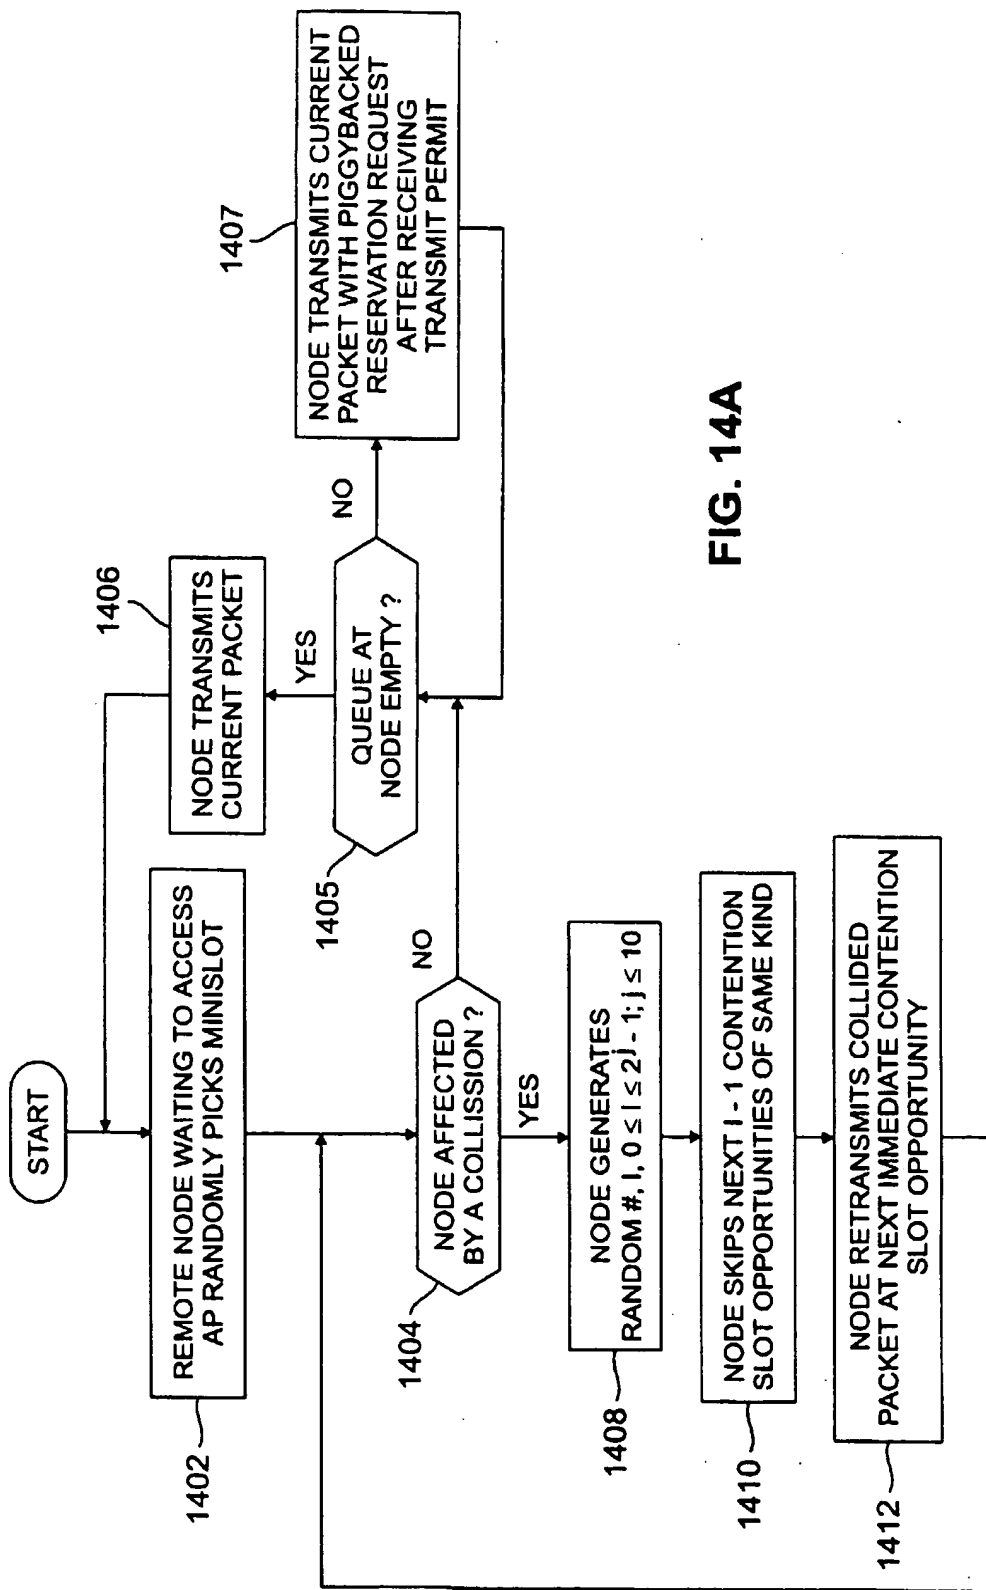 START
REMOTE NODE WAITING TO ACCESS
AP RANDOMLY PICKS MINISLOT
1402
NODE AFFECTED
BY A COLLISSION ?
1404
NO
YES
QUEUE AT
NODE EMPTY ?
1405
YES
NO
NODE TRANSMITS
CURRENT PACKET
1406
NODE TRANSMITS CURRENT
PACKET WITH PIGGYBACKED
RESERVATION REQUEST
AFTER RECEIVING
TRANSMIT PERMIT
1407
NODE GENERATES
RANDOM #, I, 0 ≤ I ≤ 2^j - 1; j ≤ 10
1408
NODE SKIPS NEXT I - 1 CONTENTION
SLOT OPPORTUNITIES OF SAME KIND
1410
NODE RETRANSMITS COLLIDED
PACKET AT NEXT IMMEDIATE CONTENTION
SLOT OPPORTUNITY
1412
FIG. 14A